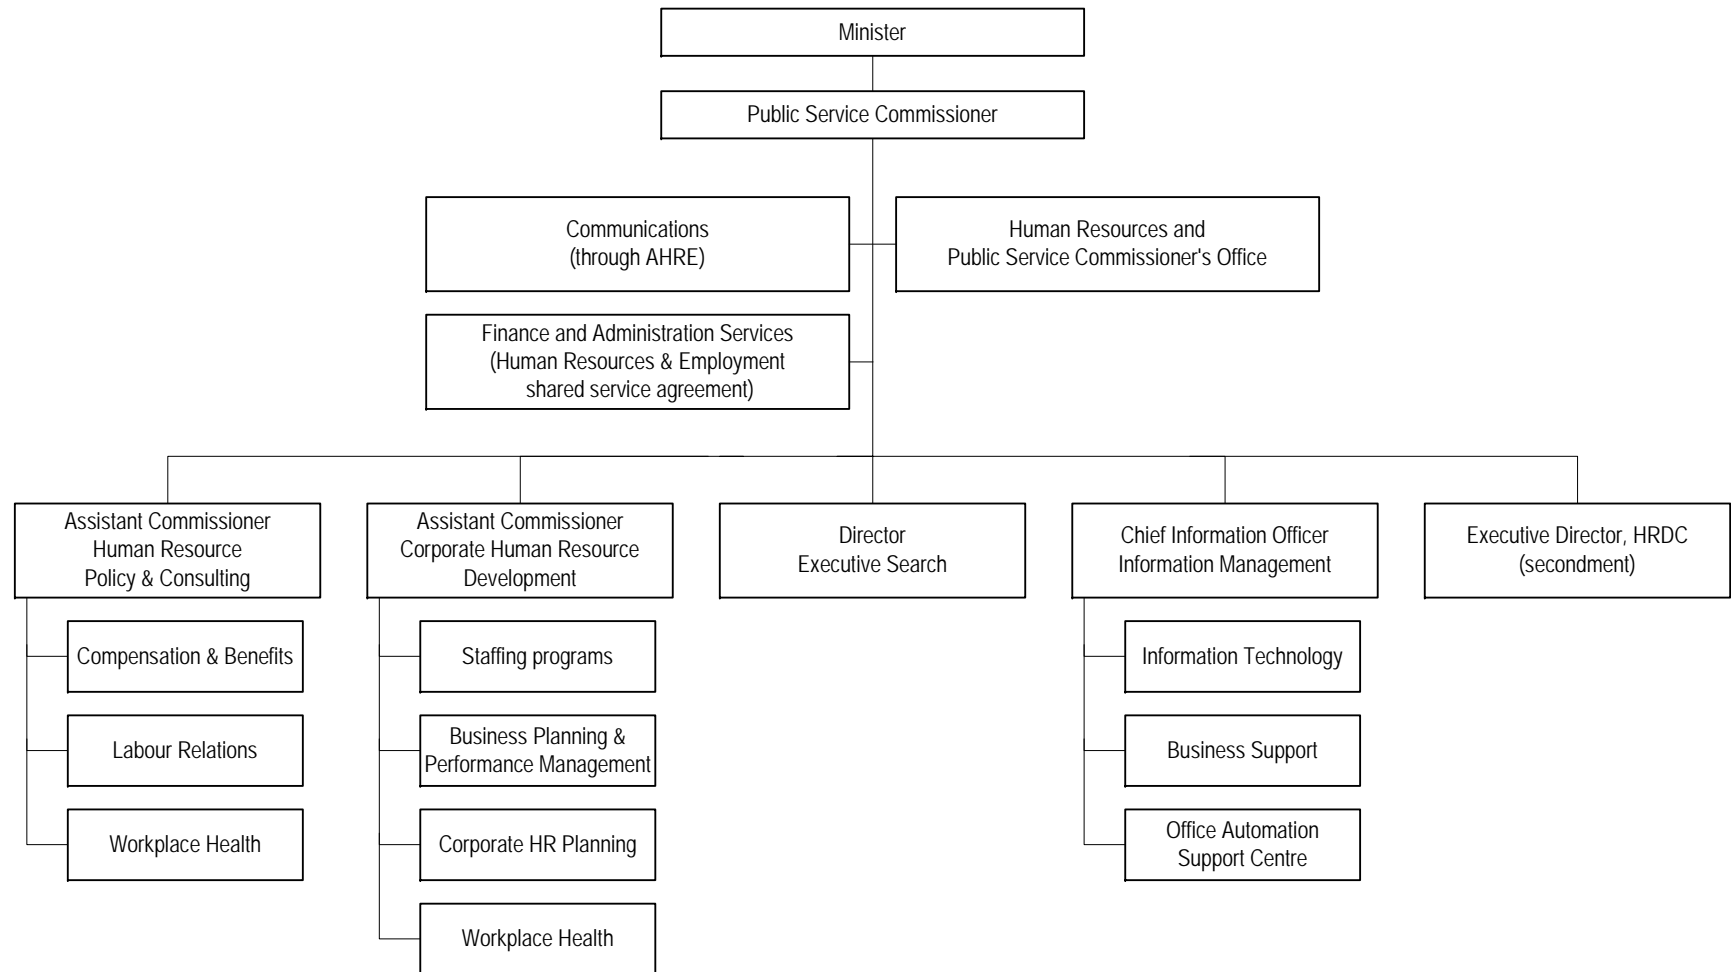 Minister
Public Service Commissioner
Communications
(through AHRE)
Human Resources and
Public Service Commissioner's Office
Finance and Administration Services
(Human Resources & Employment
shared service agreement)
Assistant Commissioner
Human Resource
Policy & Consulting
Assistant Commissioner
Corporate Human Resource
Development
Director
Executive Search
Chief Information Officer
Information Management
Executive Director, HRDC
(secondment)
Compensation & Benefits
Labour Relations
Workplace Health
Staffing programs
Business Planning &
Performance Management
Corporate HR Planning
Workplace Health
Information Technology
Business Support
Office Automation
Support Centre